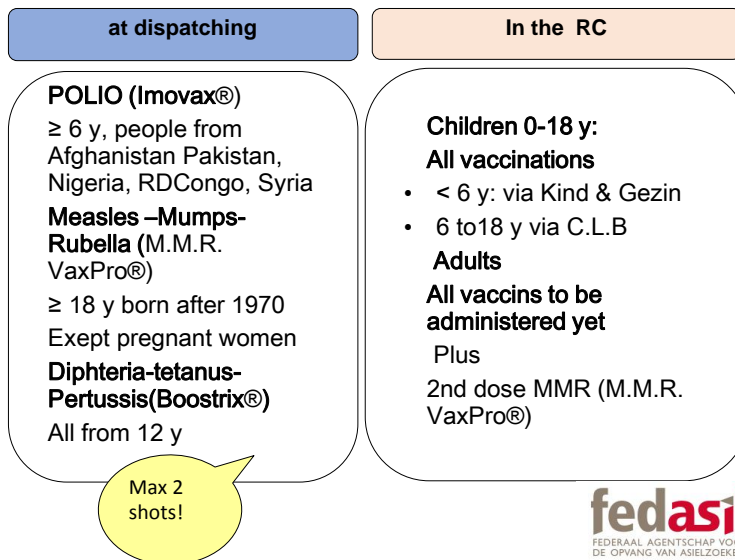 at dispatching
POLIO (Imovax®)
≥ 6 y, people from
Afghanistan Pakistan,
Nigeria, RDCongo, Syria
Measles –Mumps-
Rubella (M.M.R.
VaxPro®)
≥ 18 y born after 1970
Exept pregnant women
Diphteria-tetanus-
Pertussis(Boostrix®)
All from 12 y
Max 2
shots!
In the RC
Children 0-18 y:
All vaccinations
• < 6 y: via Kind & Gezin
• 6 to18 y via C.L.B
Adults
All vaccins to be
administered yet
Plus
2nd dose MMR (M.M.R.
VaxPro®)
fedasi
FEDERAAL AGENTSCHAP VO
DE OPVANG VAN ASIELZOEK